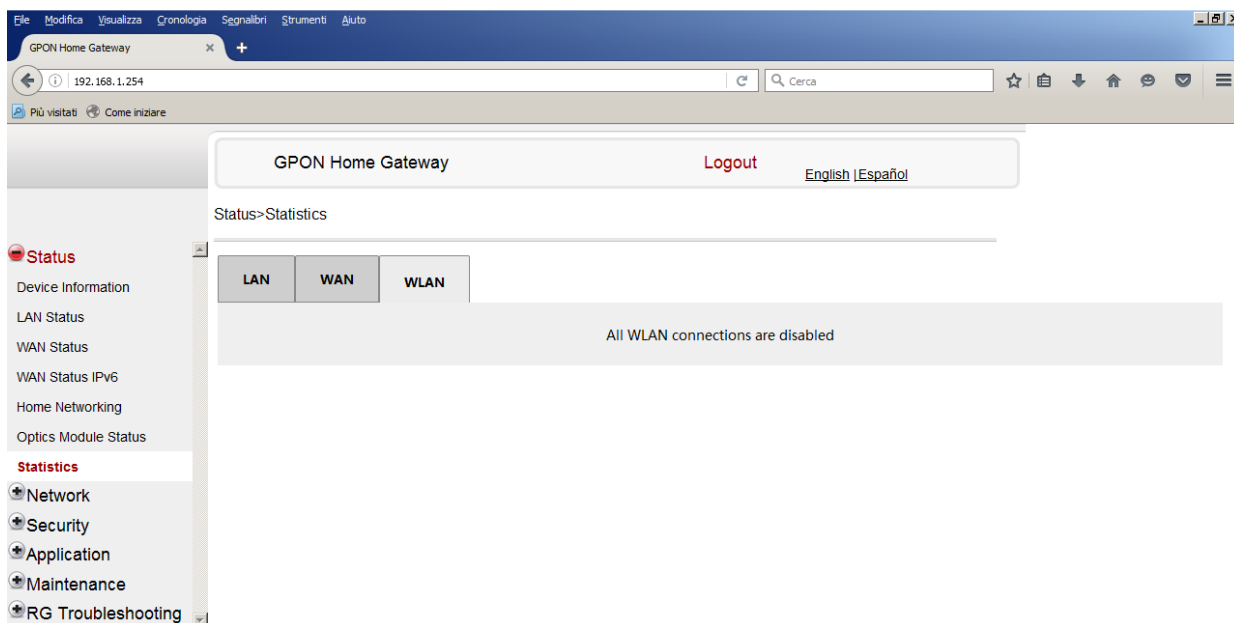 File Modifica Visualizza Cronologia Segnalibri Strumenti Aiuto
GPON Home Gateway
192.168.1.254
Cerca
Più visitati Come iniziare
GPON Home Gateway Logout English |Español
Status>Statistics
Status
Device Information
LAN Status
WAN Status
WAN Status IPv6
Home Networking
Optics Module Status
Statistics
Network
Security
Application
Maintenance
RG Troubleshooting
LAN WAN WLAN
All WLAN connections are disabled